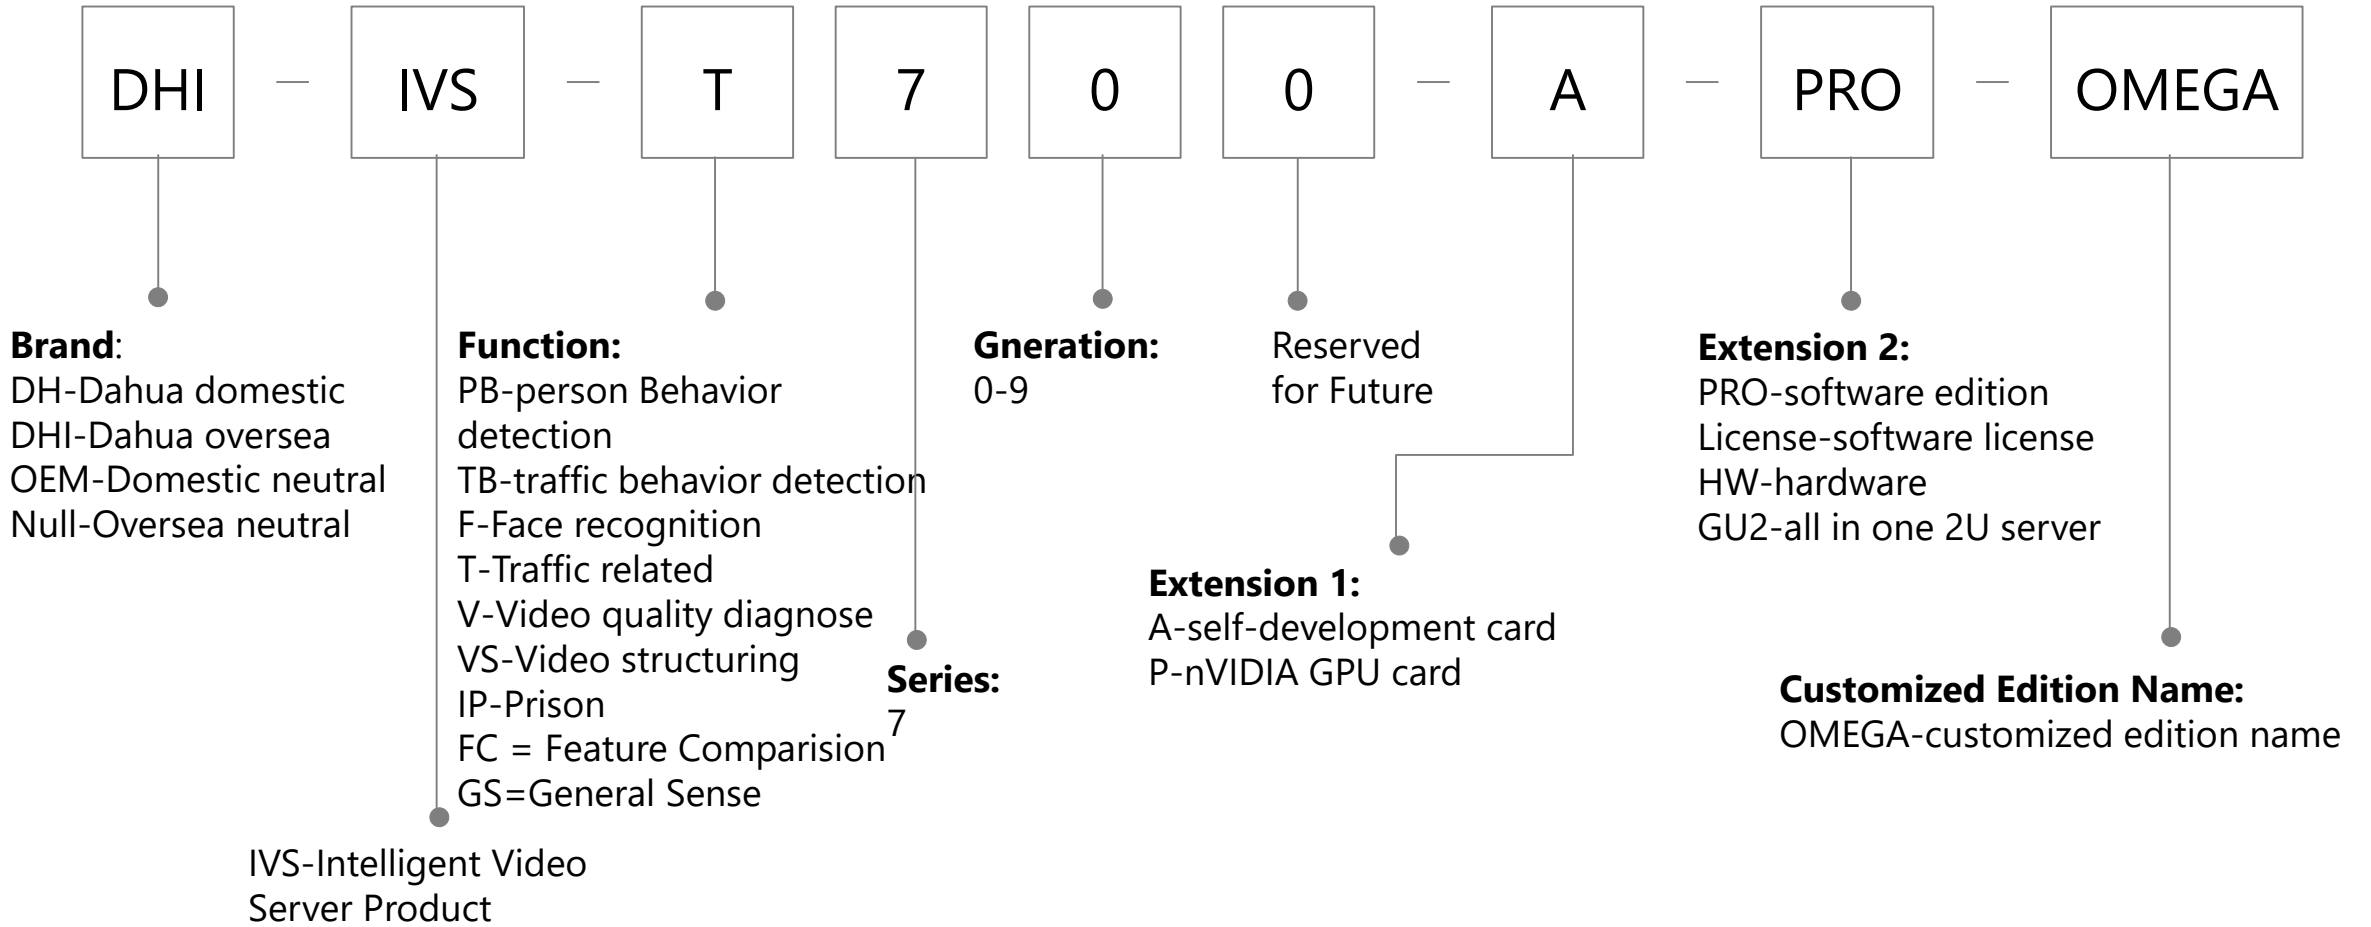 DHI — IVS — T 7 0 0 — A — PRO — OMEGA
Brand:
DH-Dahua domestic
DHI-Dahua oversea
OEM-Domestic neutral
Null-Oversea neutral
IVS-Intelligent Video
Server Product
Function:
PB-person Behavior
detection
TB-traffic behavior detection
F-Face recognition
T-Traffic related
V-Video quality diagnose
VS-Video structuring
IP-Prison
FC = Feature Comparision
GS=General Sense
Series:
7
Gneration:
0-9
Reserved
for Future
Extension 1:
A-self-development card
P-nVIDIA GPU card
Extension 2:
PRO-software edition
License-software license
HW-hardware
GU2-all in one 2U server
Customized Edition Name:
OMEGA-customized edition name